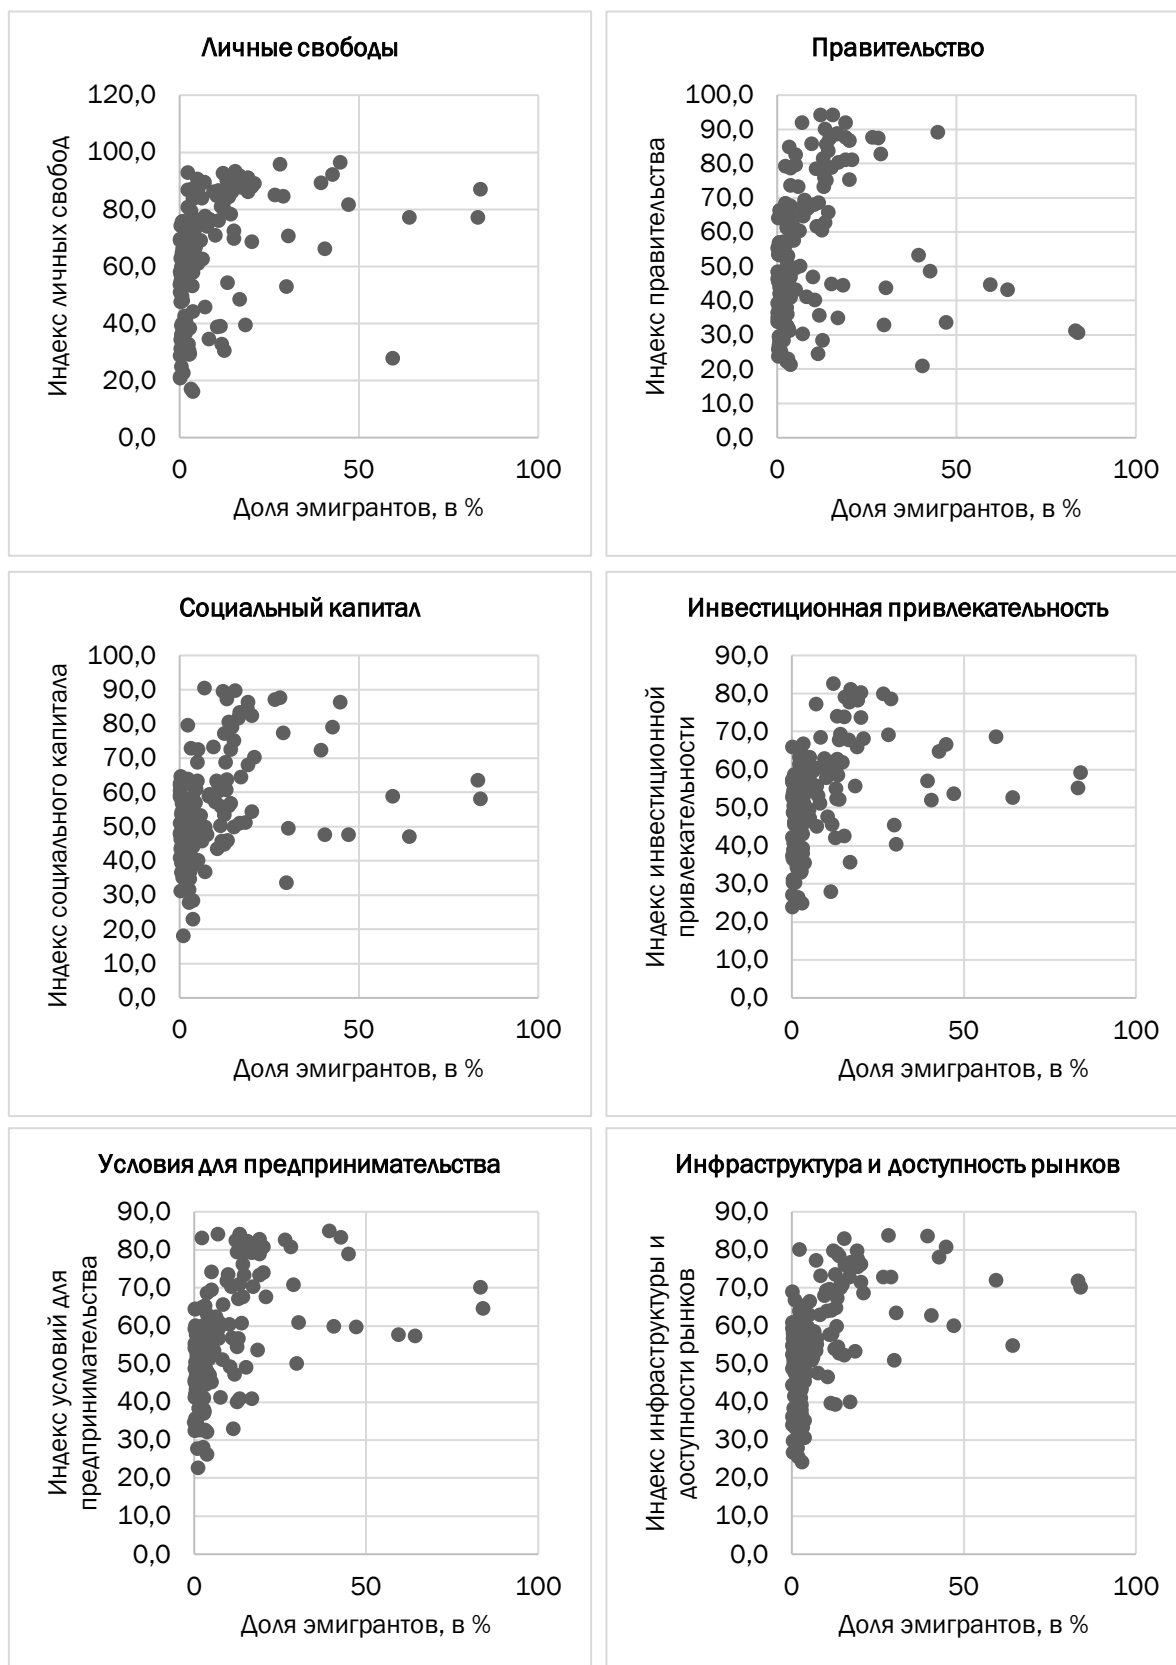 Личные свободы
120,0
100,0
80,0
60,0
40,0
20,0
0,0
0 50 100
Индекс личных свобод
Доля эмигрантов, в %
Правительство
100,0
90,0
80,0
70,0
60,0
50,0
40,0
30,0
20,0
10,0
0,0
0 50 100
Индекс правительства
Доля эмигрантов, в %
Социальный капитал
100,0
90,0
80,0
70,0
60,0
50,0
40,0
30,0
20,0
10,0
0,0
0 50 100
Индекс социального капитала
Доля эмигрантов, в %
Инвестиционная привлекательность
90,0
80,0
70,0
60,0
50,0
40,0
30,0
20,0
10,0
0,0
0 50 100
Индекс инвестиционной
привлекательности
Доля эмигрантов, в %
Условия для предпринимательства
90,0
80,0
70,0
60,0
50,0
40,0
30,0
20,0
10,0
0,0
0 50 100
Индекс условий для
предпринимательства
Доля эмигрантов, в %
Инфраструктура и доступность рынков
90,0
80,0
70,0
60,0
50,0
40,0
30,0
20,0
10,0
0,0
0 50 100
Индекс инфраструктуры и
доступности рынков
Доля эмигрантов, в %